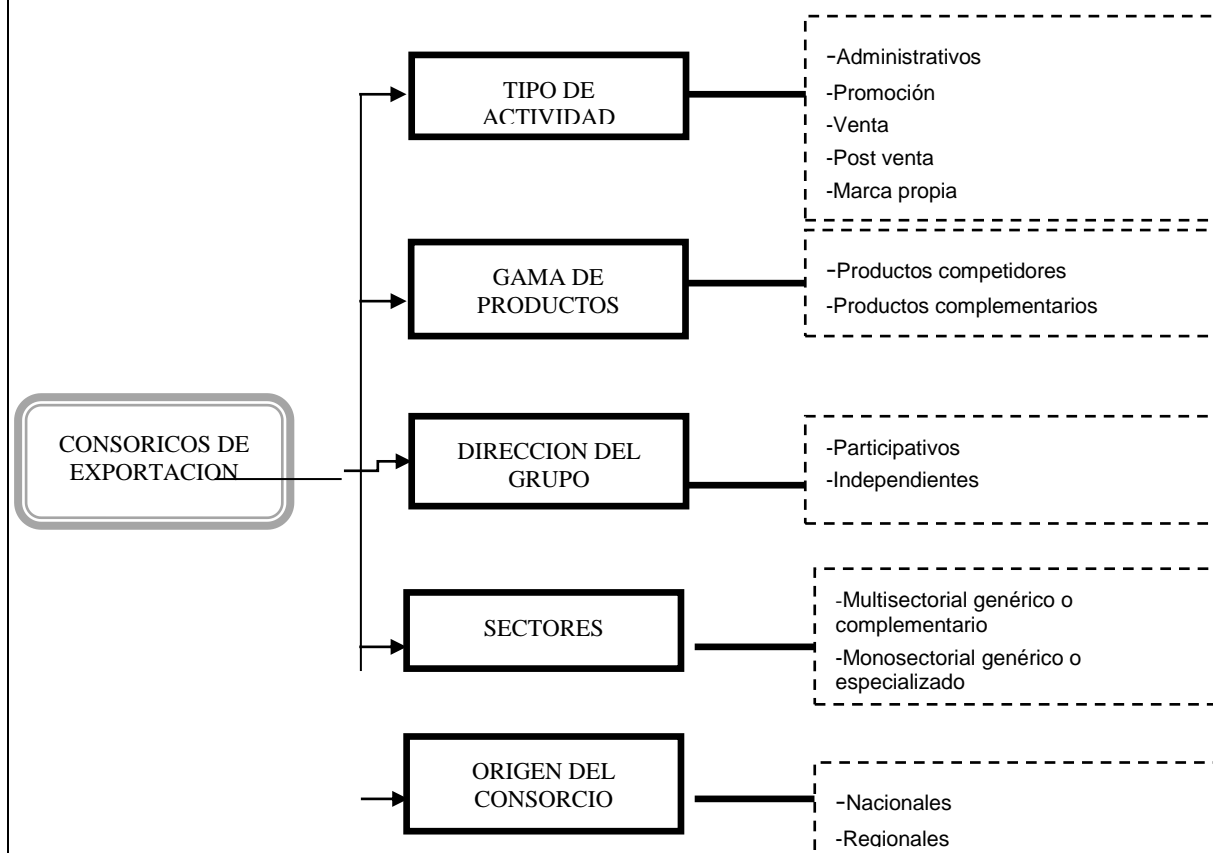 TIPO DE
ACTIVIDAD
-Administrativos
-Promoción
-Venta
-Post venta
-Marca propia
GAMA DE
PRODUCTOS
-Productos competidores
-Productos complementarios
CONSORICOS DE
EXPORTACION
DIRECCION DEL
GRUPO
-Participativos
-Independientes
SECTORES
-Multisectorial genérico o
complementario
-Monosectorial genérico o
especializado
ORIGEN DEL
CONSORCIO
-Nacionales
-Regionales